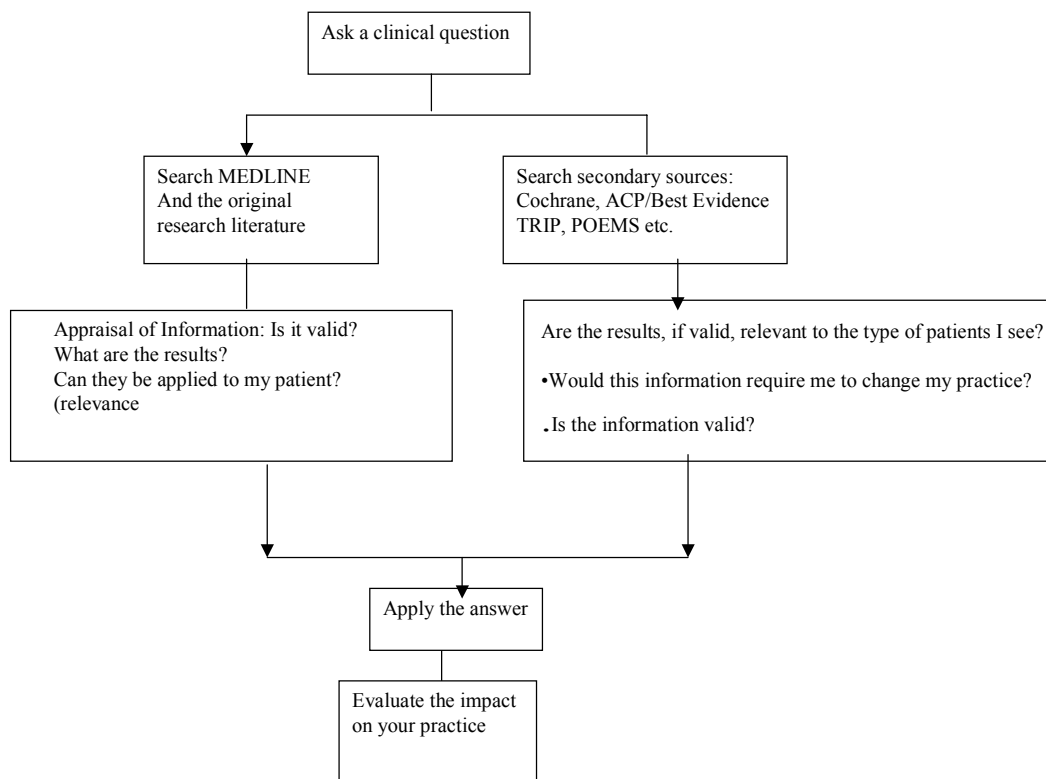 Ask a clinical question
Search MEDLINE
And the original
research literature
Search secondary sources:
Cochrane, ACP/Best Evidence
TRIP, POEMS etc.
Appraisal of Information: Is it valid?
What are the results?
Can they be applied to my patient?
(relevance
Are the results, if valid, relevant to the type of patients I see?
•Would this information require me to change my practice?
.Is the information valid?
Apply the answer
Evaluate the impact
on your practice